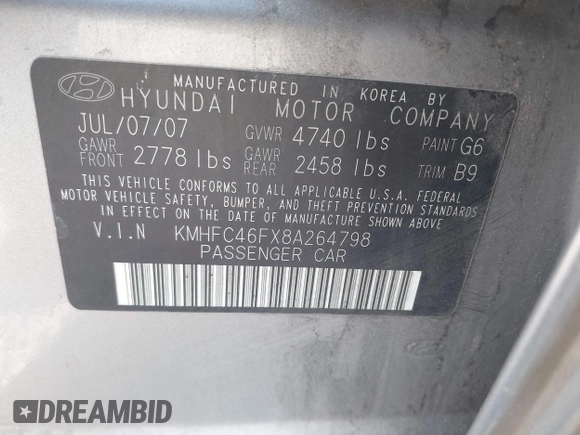 MANUFACTURED IN KOREA BY
HYUNDAI MOTOR COMPANY
JUL/07/07 GVWR 4740 lbs PAINT G6
GAWR FRONT 2778 lbs GAWR REAR 2458 lbs TRIM B9
THIS VEHICLE CONFORMS TO ALL APPLICABLE U.S.A. FEDERAL
MOTOR VEHICLE SAFETY, BUMPER, AND THEFT PREVENTION STANDARDS
IN EFFECT ON THE DATE OF MANUFACTURE SHOWN ABOVE
V.I.N KMHFC46FX8A264798
PASSENGER CAR
DREAMBID